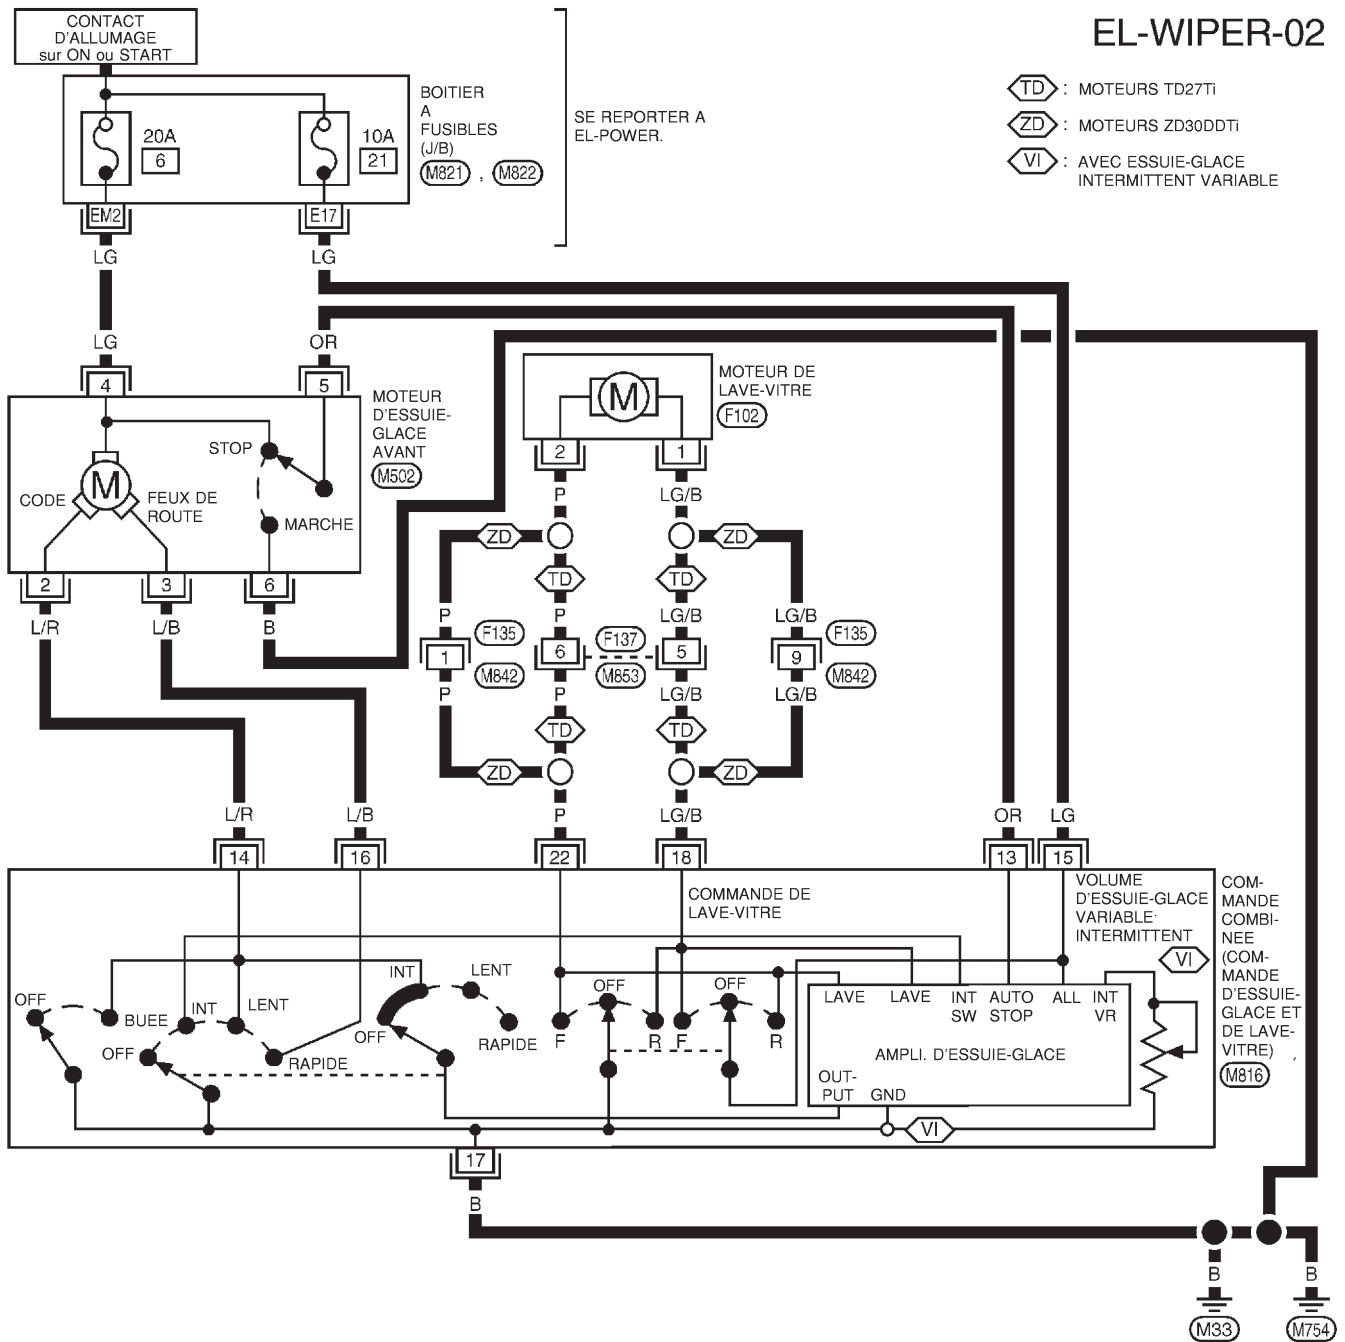 CONTACT
D'ALLUMAGE
sur ON ou START
EL-WIPER-02
TD : MOTEURS TD27Ti
ZD : MOTEURS ZD30DDTi
VI : AVEC ESSUIE-GLACE
INTERMITTENT VARIABLE
20A
6
10A
21
BOITIER
A
FUSIBLES
(J/B)
M821 , M822
SE REPORTER A
EL-POWER.
EM2
E17
LG
LG
LG
OR
4
5
MOTEUR
D'ESSUIE-
GLACE
AVANT
M502
STOP
M
CODE
FEUX DE
ROUTE
MARCHE
2
3
6
L/R
L/B
B
M
MOTEUR DE
LAVE-VITRE
F102
2
1
P
LG/B
ZD
ZD
TD
TD
P
P
LG/B
LG/B
F135
F137
F135
1
6
5
9
M842
M853
M842
P
P
LG/B
LG/B
TD
TD
ZD
ZD
L/R
L/B
P
LG/B
OR
LG
14
16
22
18
13
15
COMMANDE DE
LAVE-VITRE
VOLUME
D'ESSUIE-GLACE
VARIABLE
INTERMITTENT
VI
COM-
MANDE
COMBI-
NEE
(COM-
MANDE
D'ESSUIE-
GLACE ET
DE LAVE-
VITRE)
M816
OFF
BUEE
INT
LENT
OFF
RAPIDE
INT
LENT
OFF
RAPIDE
OFF
F
R
OFF
F
R
LAVE
LAVE
INT
SW
AUTO
STOP
ALL
INT
VR
AMPLI. D'ESSUIE-GLACE
OUT-
PUT
GND
VI
17
B
B
B
M33
M754